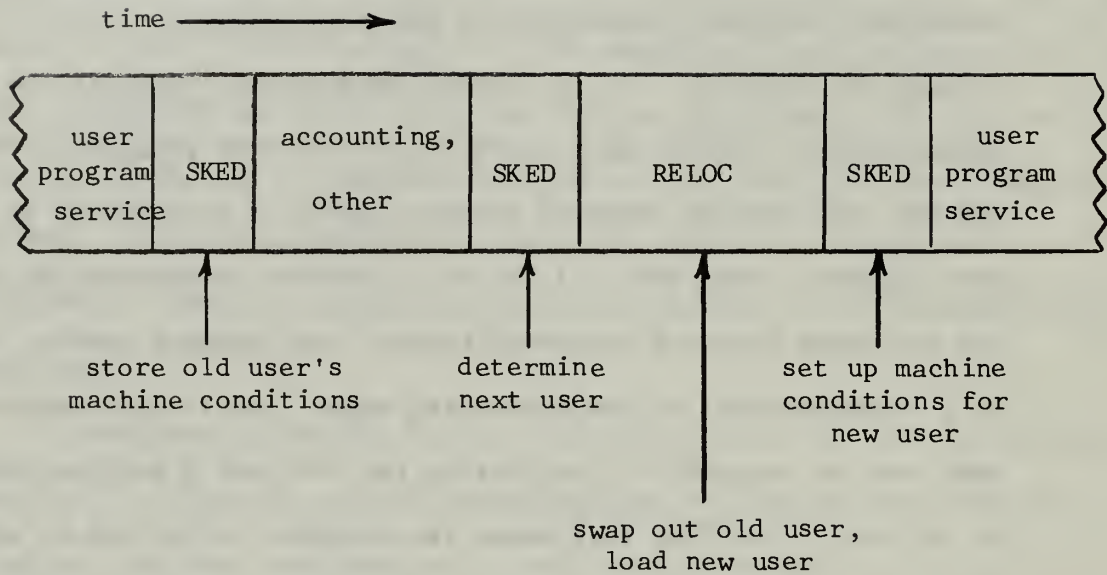 time
user
program
service
SKED
accounting,
other
SKED
RELOC
SKED
user
program
service
store old user's
machine conditions
determine
next user
set up machine
conditions for
new user
swap out old user,
load new user